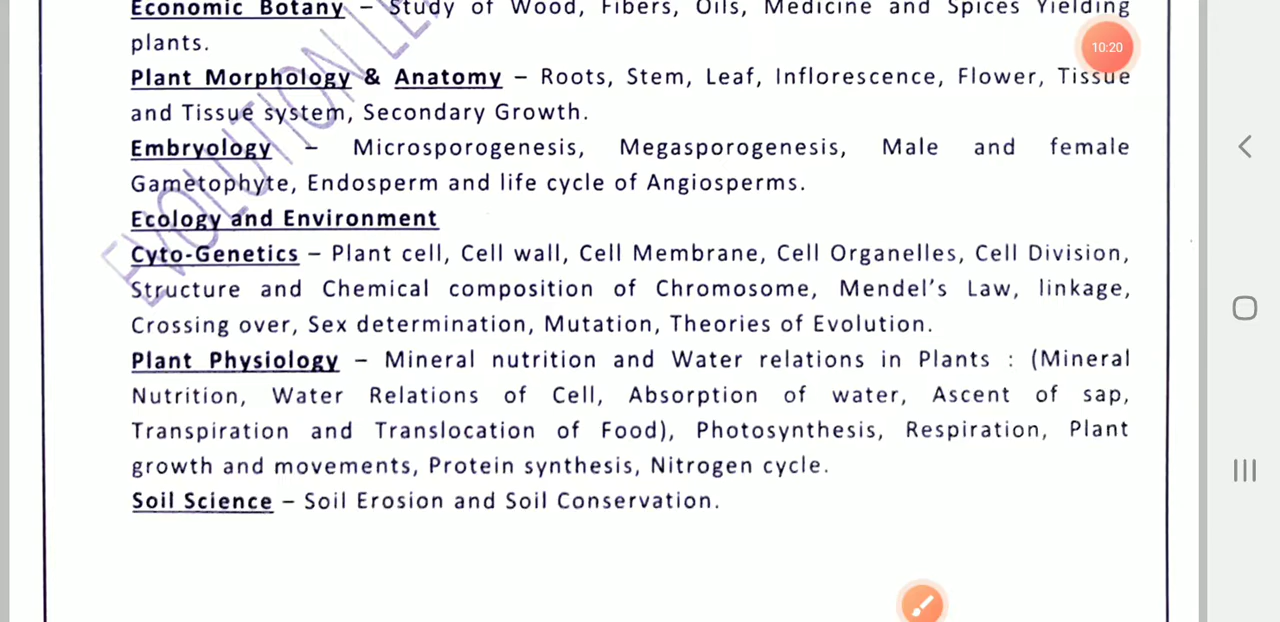 Economic Botany – Study of Wood, Fibers, Oils, Medicine and Spices Yielding
plants.
10:20
Plant Morphology & Anatomy – Roots, Stem, Leaf, Inflorescence, Flower, Tissue
and Tissue system, Secondary Growth.
Embryology – Microsporogenesis, Megasporogenesis, Male and female
Gametophyte, Endosperm and life cycle of Angiosperms.
Ecology and Environment
Cyto-Genetics – Plant cell, Cell wall, Cell Membrane, Cell Organelles, Cell Division,
Structure and Chemical composition of Chromosome, Mendel's Law, linkage,
Crossing over, Sex determination, Mutation, Theories of Evolution.
Plant Physiology – Mineral nutrition and Water relations in Plants : (Mineral
Nutrition, Water Relations of Cell, Absorption of water, Ascent of sap,
Transpiration and Translocation of Food), Photosynthesis, Respiration, Plant
growth and movements, Protein synthesis, Nitrogen cycle.
Soil Science – Soil Erosion and Soil Conservation.
EVOLUTION